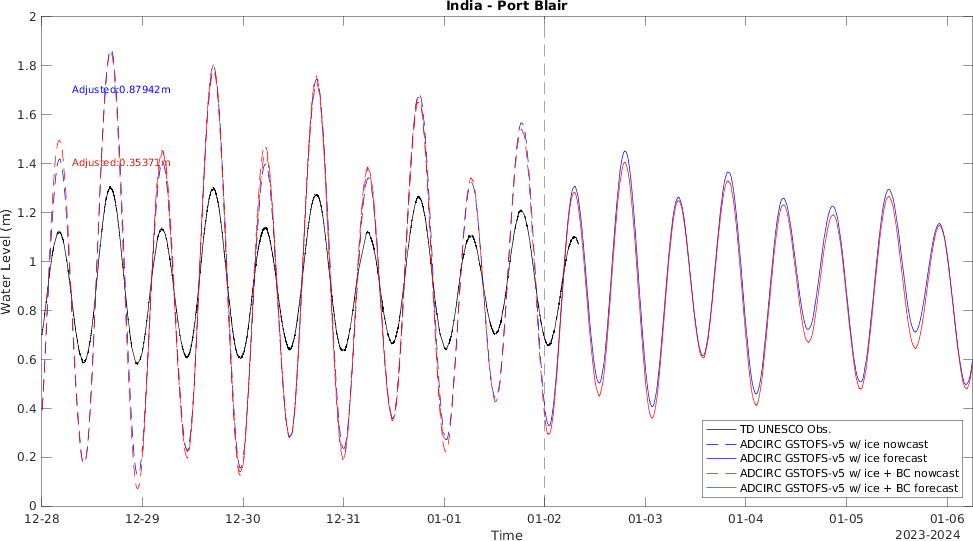 India - Port Blair
2
1.8
Adjusted:0.87942m
1.6
Adjusted:0.35371m
1.4
1.2
1
0.8
0.6
0.4
0.2
0
Water Level (m)
TD UNESCO Obs.
ADCIRC GSTOFS-v5 w/ ice nowcast
ADCIRC GSTOFS-v5 w/ ice forecast
ADCIRC GSTOFS-v5 w/ ice + BC nowcast
ADCIRC GSTOFS-v5 w/ ice + BC forecast
12-28 12-29 12-30 12-31 01-01 01-02 01-03 01-04 01-05 01-06
Time
2023-2024